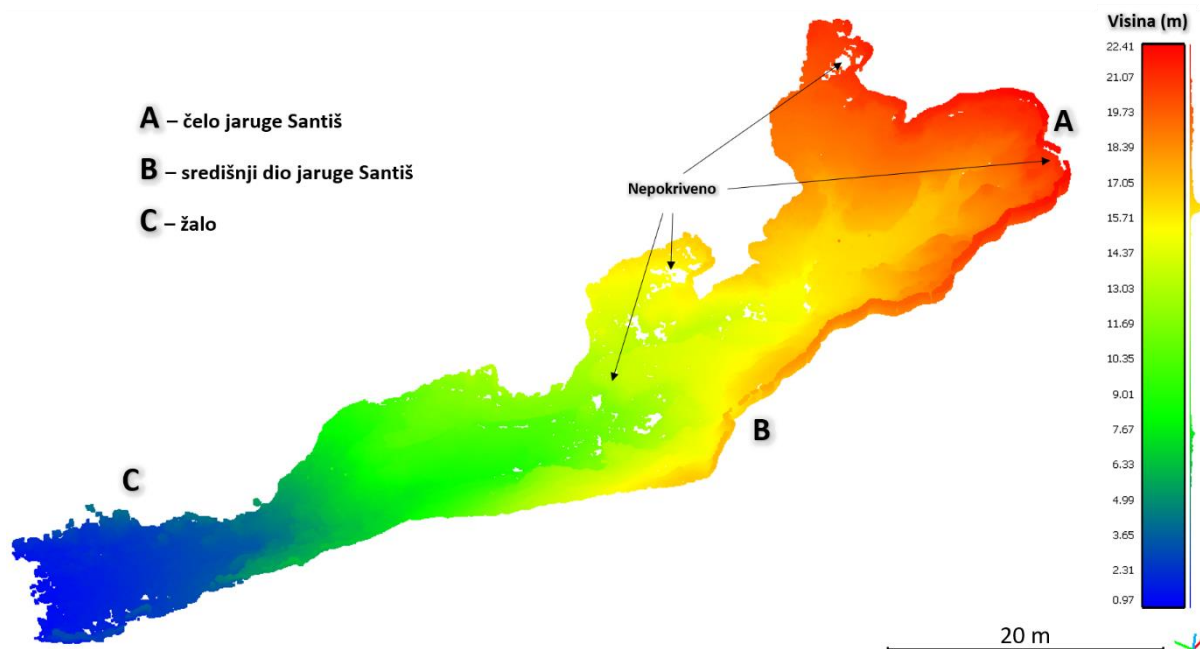 A – čelo jaruge Santiš
B – središnji dio jaruge Santiš
C – žalo
Nepokriveno
A
B
C
Visina (m)
22.41
21.07
19.73
18.39
17.05
15.71
14.37
13.03
11.69
10.35
9.01
7.67
6.33
4.99
3.65
2.31
0.97
20 m